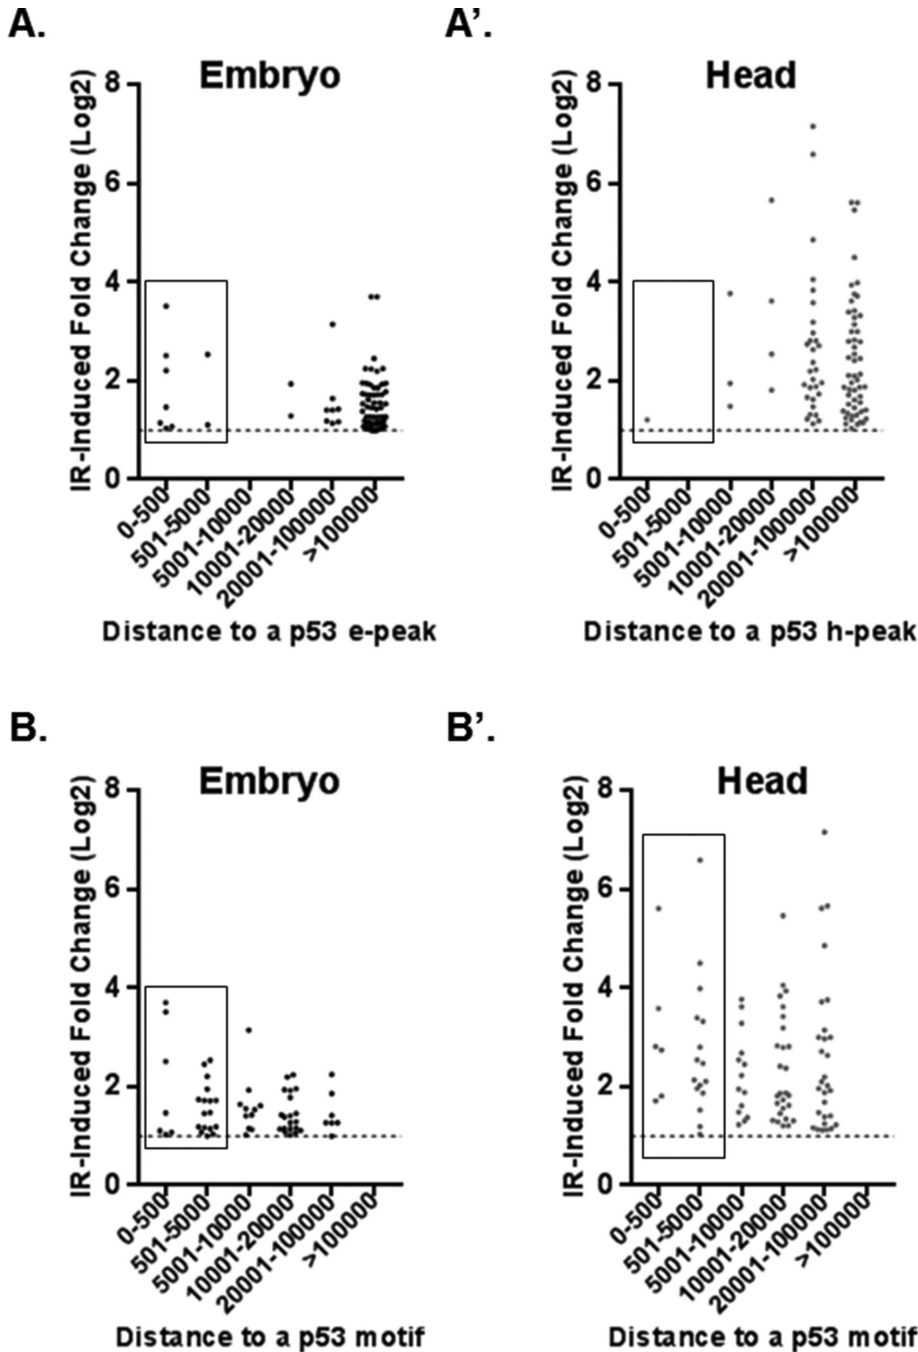 A.
Embryo
IR-Induced Fold Change (Log2)
8
6
4
2
0
0-500
501-5000
5001-10000
10001-20000
20001-100000
>100000
Distance to a p53 e-peak
A’.
Head
IR-Induced Fold Change (Log2)
8
6
4
2
0
0-500
501-5000
5001-10000
10001-20000
20001-100000
>100000
Distance to a p53 h-peak
B.
Embryo
IR-Induced Fold Change (Log2)
8
6
4
2
0
0-500
501-5000
5001-10000
10001-20000
20001-100000
>100000
Distance to a p53 motif
B’.
Head
IR-Induced Fold Change (Log2)
8
6
4
2
0
0-500
501-5000
5001-10000
10001-20000
20001-100000
>100000
Distance to a p53 motif